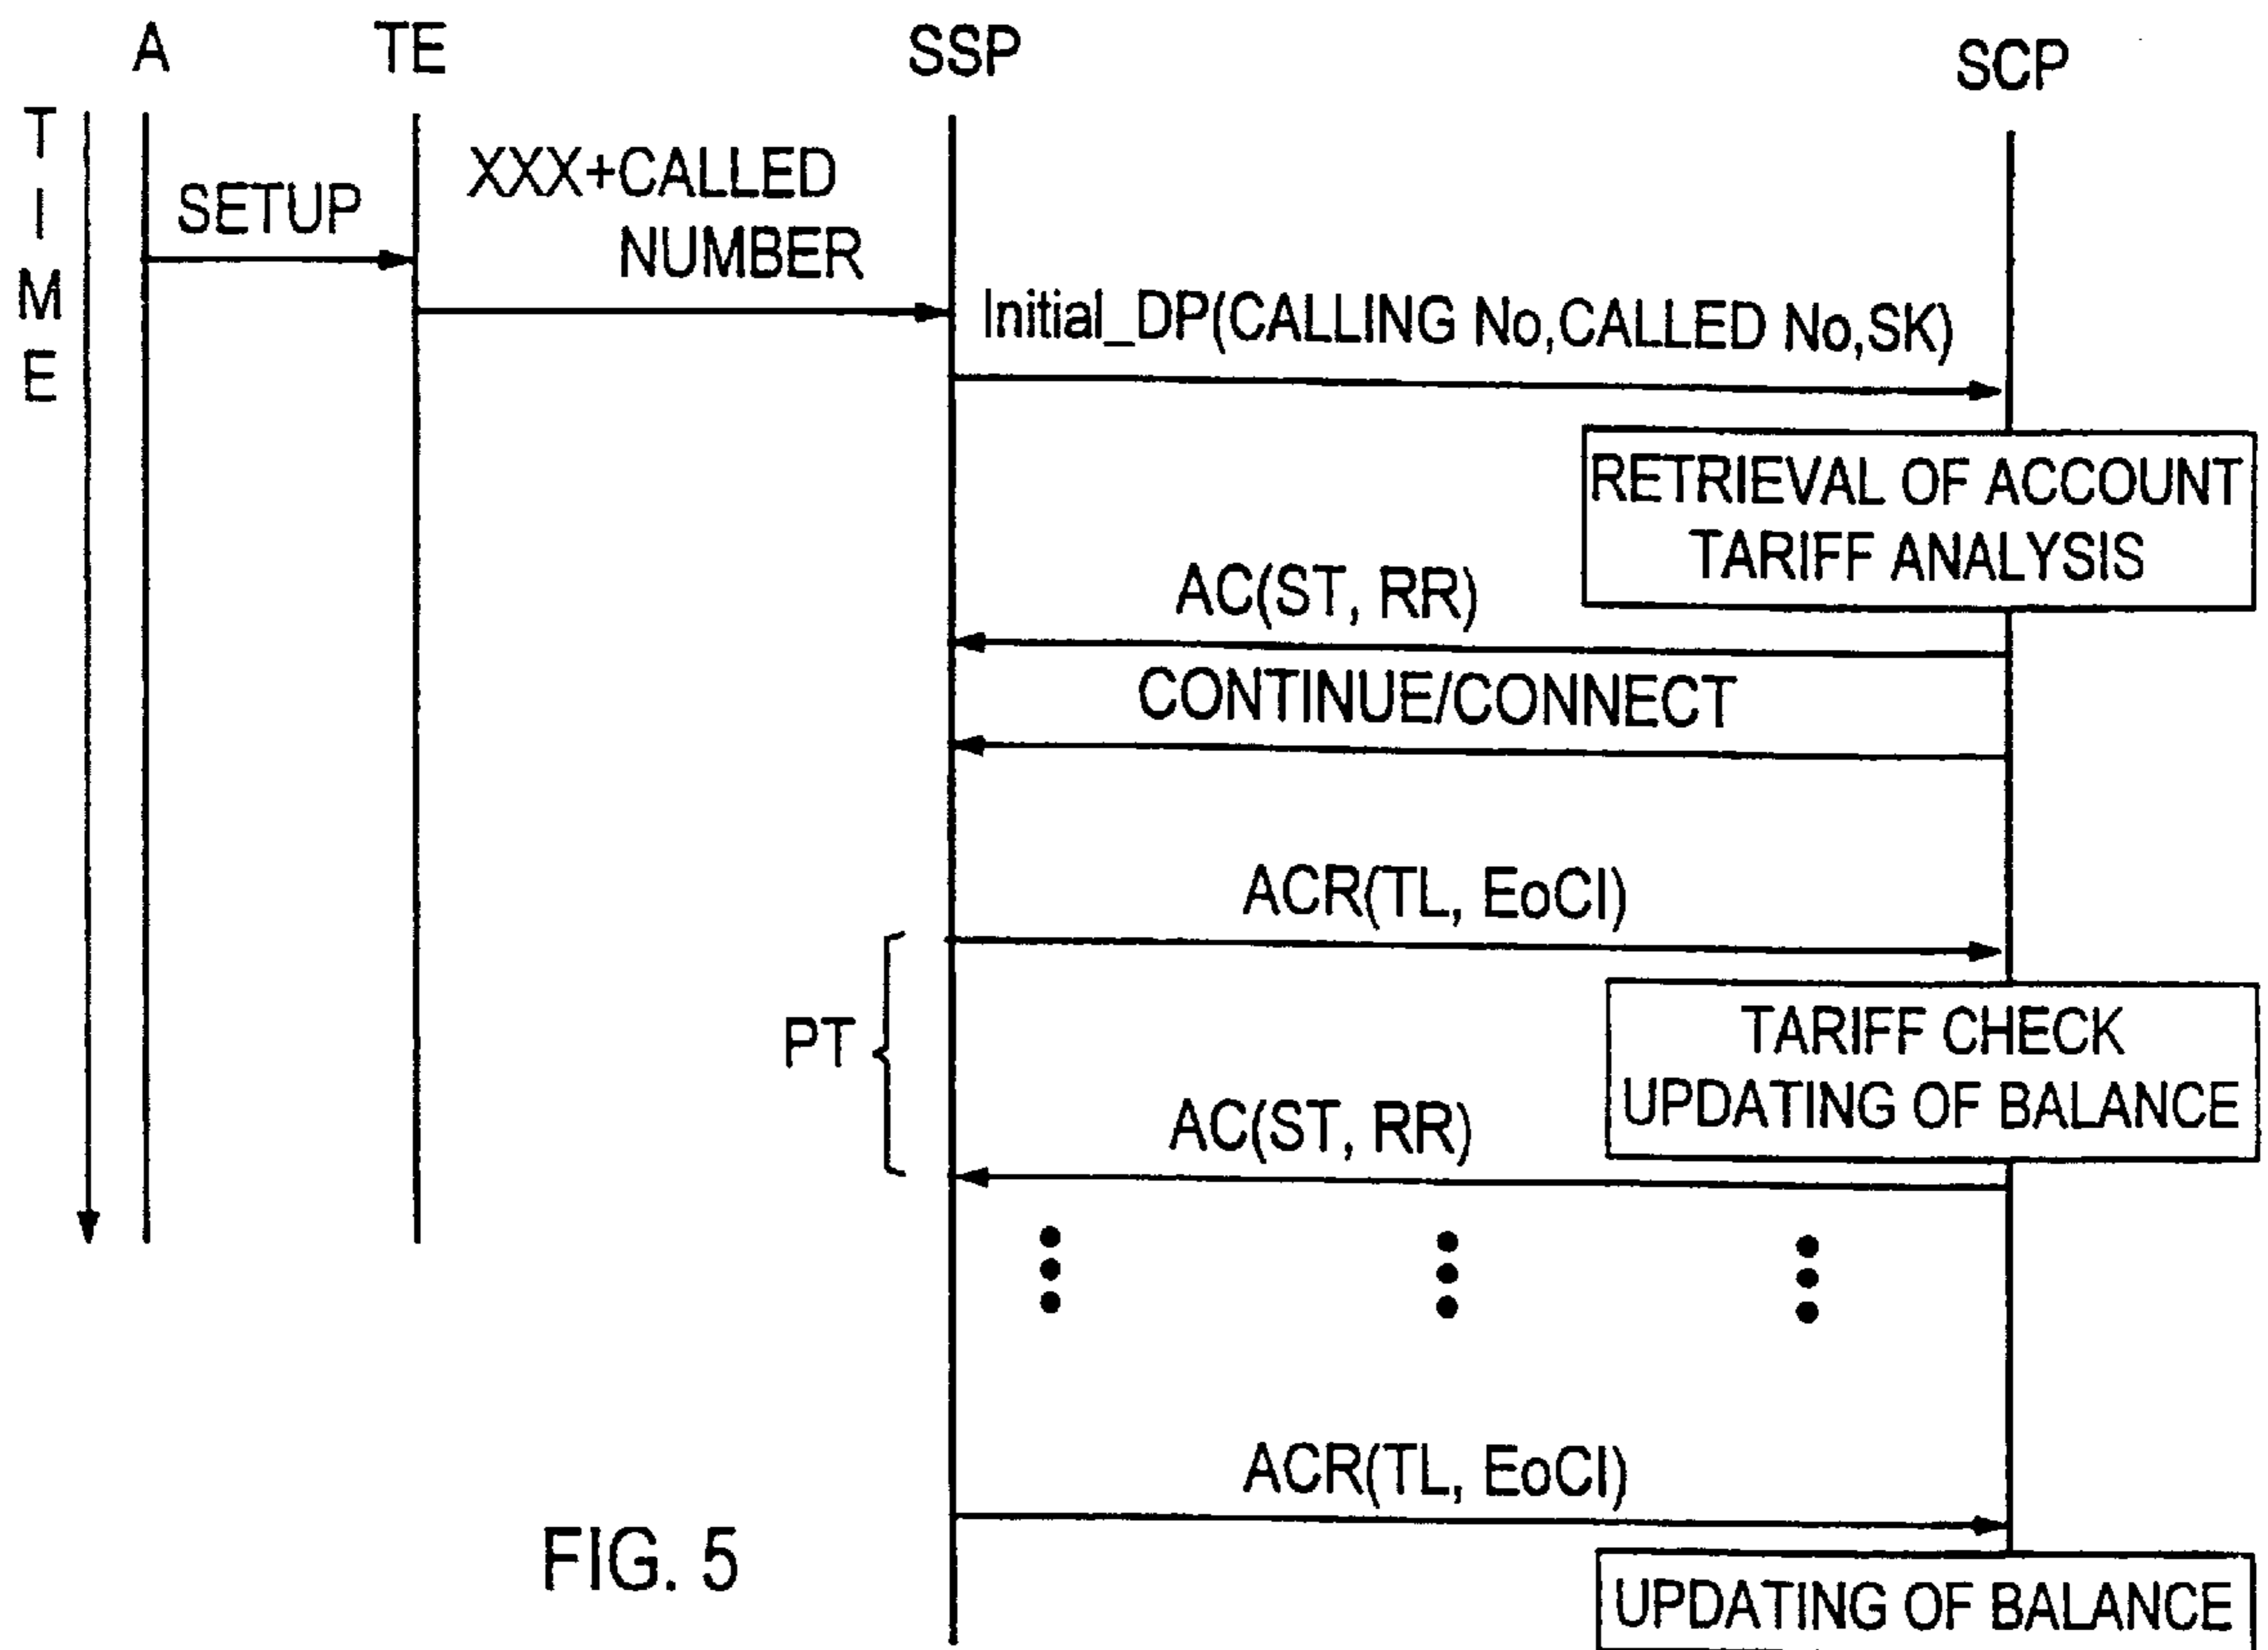 A
TE
SSP
SCP
TIME
SETUP
XXX+CALLED
NUMBER
Initial_DP(CALLING No,CALLED No,SK)
RETRIEVAL OF ACCOUNT
TARIFF ANALYSIS
AC(ST, RR)
CONTINUE/CONNECT
ACR(TL, EoCI)
PT
TARIFF CHECK
UPDATING OF BALANCE
AC(ST, RR)
ACR(TL, EoCI)
UPDATING OF BALANCE
FIG. 5